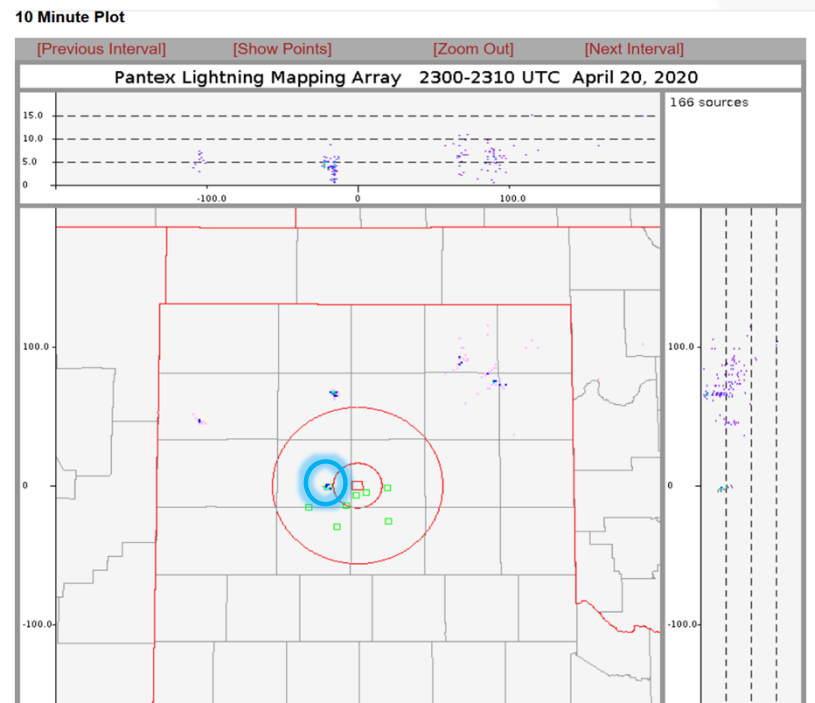 10 Minute Plot
[Previous Interval] [Show Points] [Zoom Out] [Next Interval]
Pantex Lightning Mapping Array 2300-2310 UTC April 20, 2020
166 sources
15.0
10.0
5.0
0
-100.0 0 100.0
100.0 100.0
0 0
-100.0 -100.0